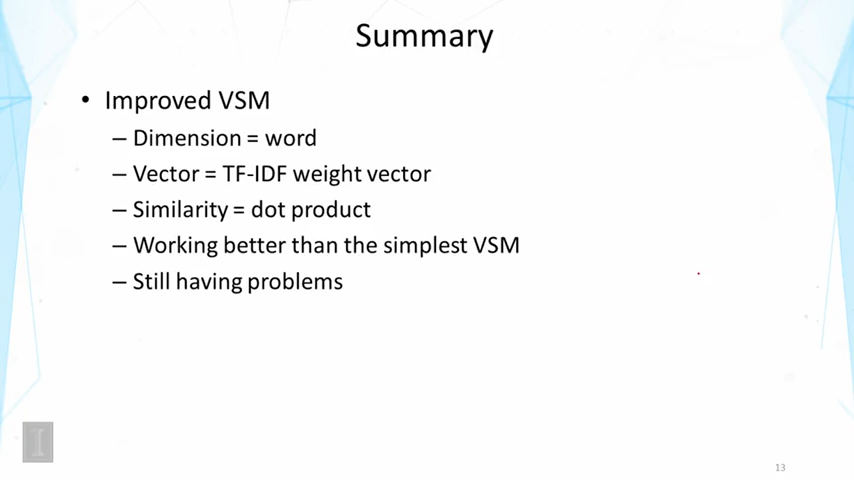 Summary
• Improved VSM
– Dimension = word
– Vector = TF-IDF weight vector
– Similarity = dot product
– Working better than the simplest VSM
– Still having problems
I
13